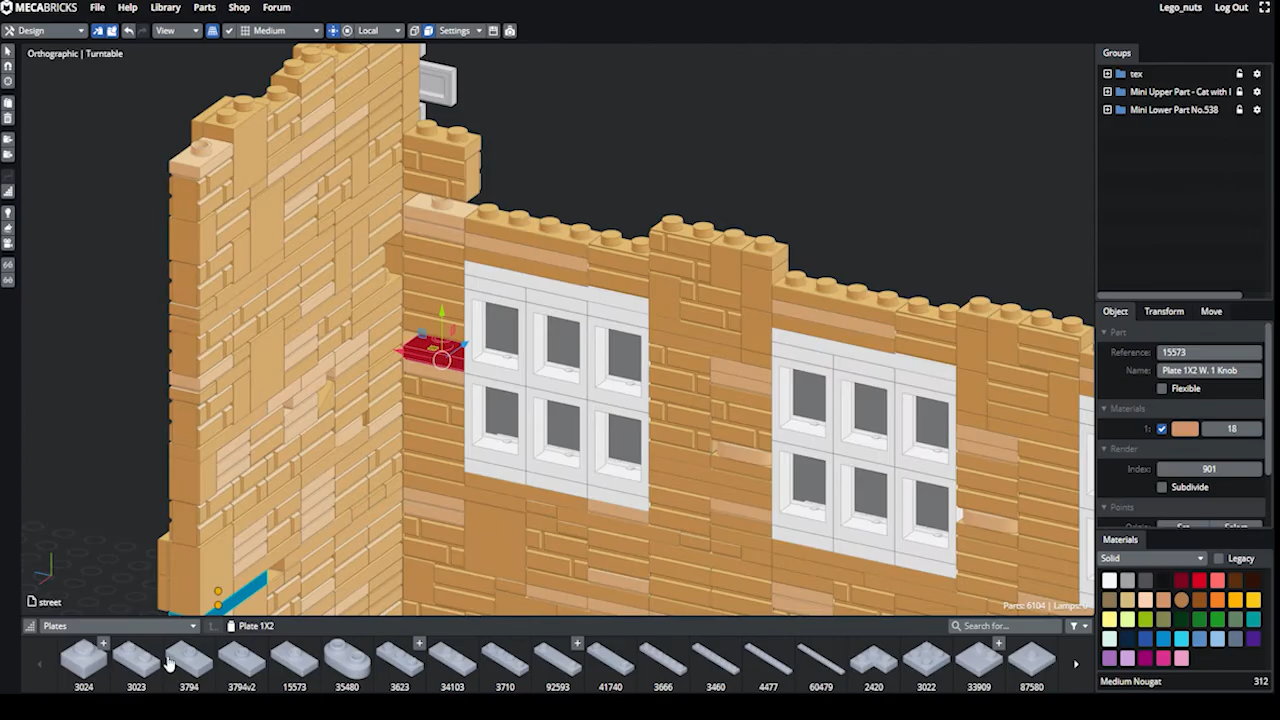 MECABRICKS File Help Library Parts Shop Forum Lego_nuts Log Out
Design View Medium Local Settings
Orthographic | Turntable
Groups
tex
Mini Upper Part - Cat with
Mini Lower Part No.538
Object Transform Move
Part
Reference: 15573
Name: Plate 1X2 W. 1 Knob
Flexible
Materials
1: 18
Render
Index: 901
Subdivide
Points
Materials
Solid Legacy
street
Parts: 6104 | Lamps:
Plates 1... Plate 1X2 Search for...
3024 3023 3794 3794v2 15573 35480 3623 34103 3710 92593 41740 3666 3460 4477 60479 2420 3022 33909 87580
Medium Nougat 312